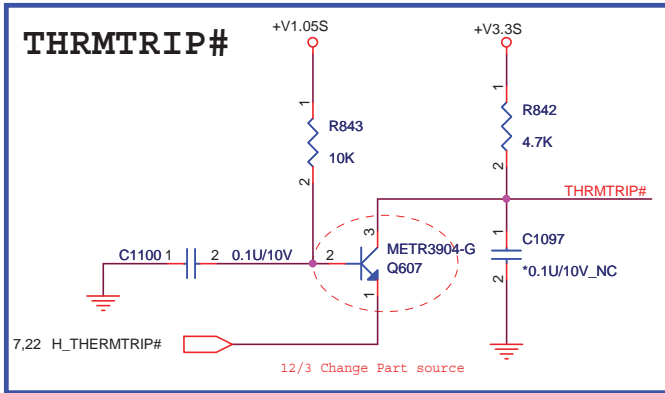 THRMTRIP#
+V1.05S
+V3.3S
1
R843
10K
2
1
R842
4.7K
2
THRMTRIP#
C1100
1
2
0.1U/10V
2
3
METR3904-G
Q607
1
1
C1097
*0.1U/10V_NC
2
7,22 H_THERMTRIP#
12/3 Change Part source